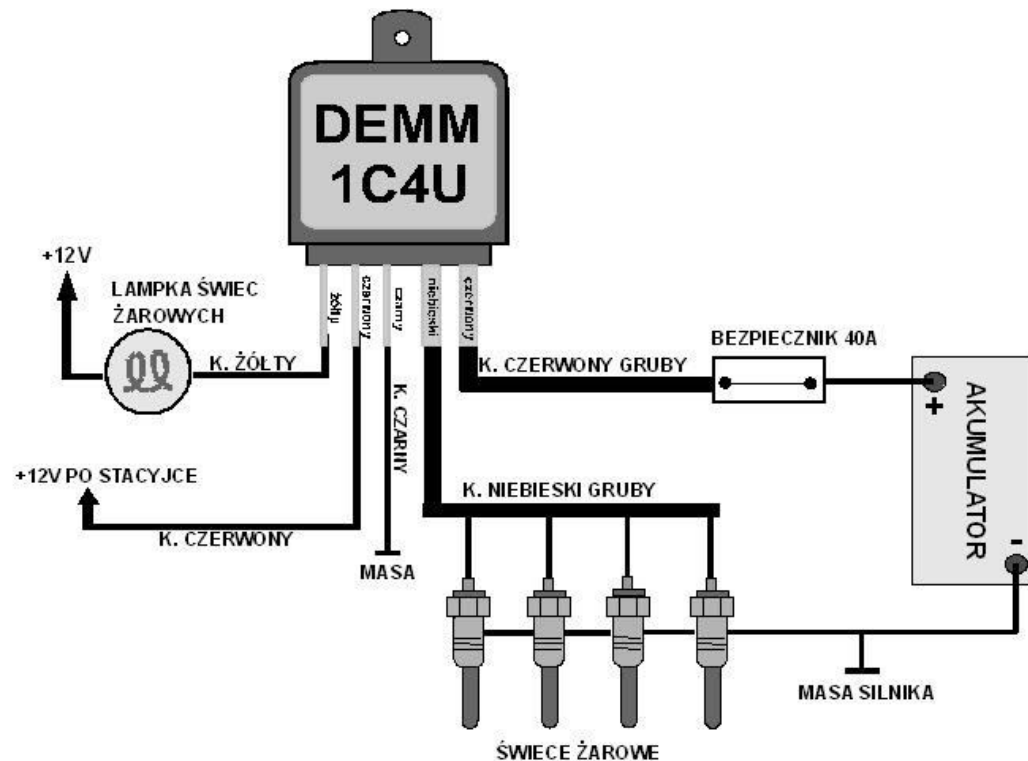 DEMM
1C4U
+12V
LAMPKA ŚWIEC
ŻAROWYCH
żółty
czerwony
czarny
niebieski
czerwony
K. ŻÓŁTY
K. CZERWONY GRUBY
BEZPIECZNIK 40A
+
AKUMULATOR
-
K. CZARNY
+12V PO STACYJCE
K. CZERWONY
K. NIEBIESKI GRUBY
MASA
MASA SILNIKA
ŚWIECE ŻAROWE